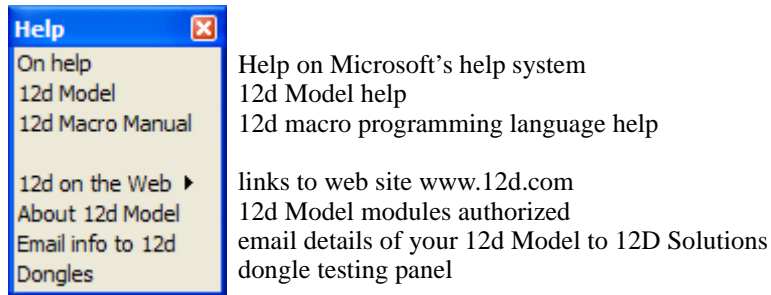 Help
On help Help on Microsoft's help system
12d Model 12d Model help
12d Macro Manual 12d macro programming language help
12d on the Web links to web site www.12d.com
About 12d Model 12d Model modules authorized
Email info to 12d email details of your 12d Model to 12D Solutions
Dongles dongle testing panel